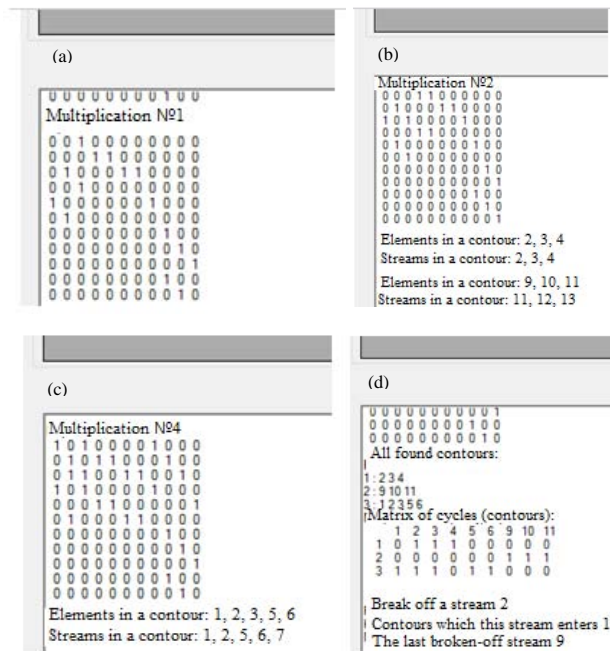 (a)
0 0 0 0 0 0 0 0 1 0 0
Multiplication №1
0 0 1 0 0 0 0 0 0 0 0
0 0 0 1 1 0 0 0 0 0 0
0 1 0 0 0 1 1 0 0 0 0
0 0 1 0 0 0 0 0 0 0 0
1 0 0 0 0 0 0 1 0 0 0
0 1 0 0 0 0 0 0 0 0 0
0 0 0 0 0 0 0 0 1 0 0
0 0 0 0 0 0 0 0 0 1 0
0 0 0 0 0 0 0 0 0 0 1
0 0 0 0 0 0 0 0 1 0 0
0 0 0 0 0 0 0 0 0 1 0
(b)
Multiplication №2
0 0 0 1 1 0 0 0 0 0 0
0 1 0 0 0 1 1 0 0 0 0
1 0 1 0 0 0 0 1 0 0 0
0 0 0 1 1 0 0 0 0 0 0
0 1 0 0 0 0 0 0 1 0 0
0 0 1 0 0 0 0 0 0 0 0
0 0 0 0 0 0 0 0 0 1 0
0 0 0 0 0 0 0 0 0 0 1
0 0 0 0 0 0 0 0 1 0 0
0 0 0 0 0 0 0 0 0 1 0
0 0 0 0 0 0 0 0 0 0 1
Elements in a contour: 2, 3, 4
Streams in a contour: 2, 3, 4
Elements in a contour: 9, 10, 11
Streams in a contour: 11, 12, 13
(c)
Multiplication №4
1 0 1 0 0 0 0 1 0 0 0
0 1 0 1 1 0 0 0 1 0 0
0 1 1 0 0 1 1 0 0 1 0
1 0 1 0 0 0 0 1 0 0 0
0 0 0 1 1 0 0 0 0 0 1
0 1 0 0 0 1 1 0 0 0 0
0 0 0 0 0 0 0 0 1 0 0
0 0 0 0 0 0 0 0 0 1 0
0 0 0 0 0 0 0 0 0 0 1
0 0 0 0 0 0 0 0 1 0 0
0 0 0 0 0 0 0 0 0 1 0
Elements in a contour: 1, 2, 3, 5, 6
Streams in a contour: 1, 2, 5, 6, 7
(d)
0 0 0 0 0 0 0 0 0 0 1
0 0 0 0 0 0 0 0 1 0 0
0 0 0 0 0 0 0 0 0 1 0
All found contours:
1 : 2 3 4
2 : 9 10 11
3 : 1 2 3 5 6
Matrix of cycles (contours):
1 2 3 4 5 6 9 10 11
1 0 1 1 1 0 0 0 0 0
2 0 0 0 0 0 0 1 1 1
3 1 1 1 0 1 1 0 0 0
Break off a stream 2
Contours which this stream enters 1
The last broken-off stream 9